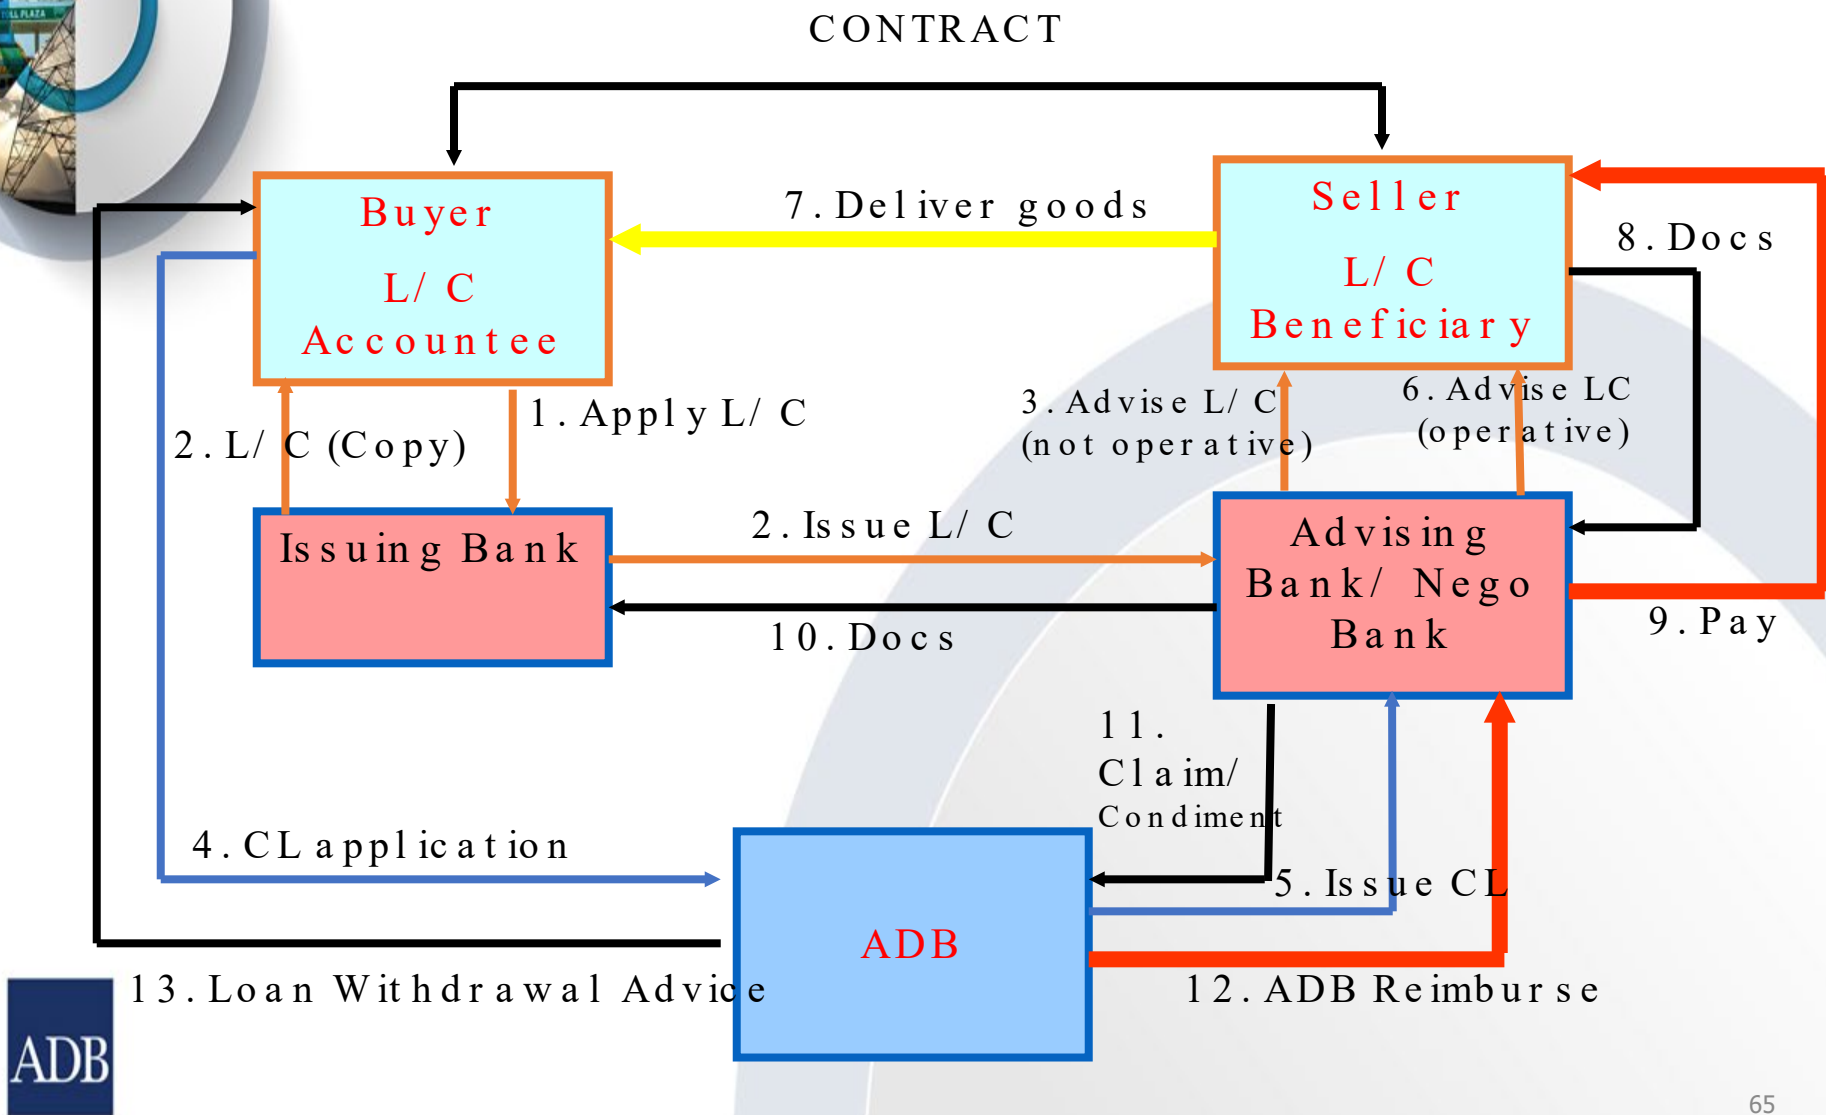 TOLL PLAZA
CONTRACT
Buyer
L/ C
Accountee
7. Deliver goods
Seller
L/ C
Beneficiary
8. Docs
1. Apply L/ C
2. L/ C (Copy)
3. Advise L/ C
(not operative)
6. Advise LC
(operative)
Issuing Bank
2. Issue L/ C
Advising
Bank/ Nego
Bank
10. Docs
9. Pay
11.
Claim/
Condiment
4. CL application
5. Issue CL
ADB
13. Loan Withdrawal Advice
12. ADB Reimburse
ADB
65